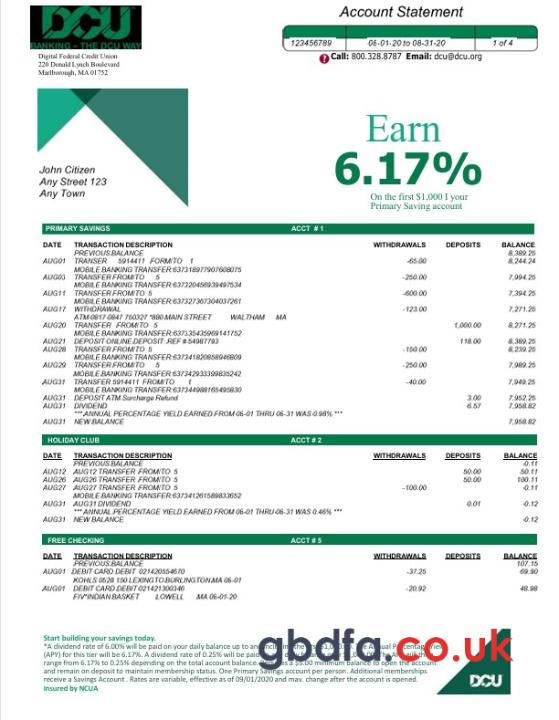 DCU
BANKING – THE DCU WAY
Digital Federal Credit Union
220 Donald Lynch Boulevard
Marlborough, MA 01752
Account Statement
123456789 06-01-20 to 08-31-20 1 of 4
? Call: 800.328.8787 Email: dcu@dcu.org
John Citizen
Any Street 123
Any Town
Earn
6.17%
On the first $1,000 I your
Primary Saving account
PRIMARY SAVINGS ACCT # 1
DATE TRANSACTION DESCRIPTION WITHDRAWALS DEPOSITS BALANCE
PREVIOUS BALANCE 8,389.25
AUG01 TRANSER 5914411 FORM/TO 1 -65.00 8,244.24
MOBILE BANKING TRANSFER:637318977907608075
AUG03 TRANSFER FROM/TO 5 -250.00 7,994.25
MOBILE BANKING TRANSFER:637320456939497534
AUG11 TRANSFER FROM/TO 5 -600.00 7,394.25
MOBILE BANKING TRANSFER:637327367304037261
AUG17 WITHDRAWAL -123.00 7,271.25
ATM-0817-0847 750327 *880 MAIN STREET WALTHAM MA
AUG20 TRANSFER FROM/TO 5 1,000.00 8,271.25
MOBILE BANKING TRANSFER:637335435969141752
AUG21 DEPOSIT ONLINE DEPOSIT: REF # 54987793 118.00 8,389.25
AUG28 TRANSFER FROM/TO 5 -150.00 8,239.25
MOBILE BANKING TRANSFER:637341820858946809
AUG29 TRANSFER FROM/TO 5 -250.00 7,989.25
MOBILE BANKING TRANSFER:637342933399835242
AUG31 TRANSFER 5914411 FROM/TO 1 -40.00 7,949.25
MOBILE BANKING TRANSFER:637344988165495830
AUG31 DEPOSIT ATM Surcharge Refund 3.00 7,952.25
AUG31 DIVIDEND 6.57 7,958.82
*** ANNUAL PERCENTAGE YIELD EARNED FROM 06-01 THRU 06-31 WAS 0.98% ***
AUG31 NEW BALANCE 7,958.82
HOLIDAY CLUB ACCT # 2
DATE TRANSACTION DESCRIPTION WITHDRAWALS DEPOSITS BALANCE
PREVIOUS BALANCE -0.11
AUG12 AUG12 TRANSFER FROM/TO 5 50.00 50.11
AUG26 AUG26 TRANSFER FROM/TO 5 50.00 100.11
AUG27 AUG27 TRANSFER FROM/TO 5 -100.00 -0.11
MOBILE BANKING TRANSFER:637341261589833652
AUG31 AUG31 DIVIDEND 0.01 -0.12
*** ANNUAL PERCENTAGE YIELD EARNED FROM 06-01 THRU 06-31 WAS 0.46% ***
AUG31 NEW BALANCE -0.12
FREE CHECKING ACCT # 5
DATE TRANSACTION DESCRIPTION WITHDRAWALS DEPOSITS BALANCE
PREVIOUS BALANCE 107.15
AUG01 DEBIT CARD DEBIT 021420554670 -37.25 69.90
KOHLS 0528 150 LEXINGTO BURLINGTON MA 06-01
AUG01 DEBIT CARD DEBIT 021421300346 -20.92 48.98
FIV*INDIAN BASKET LOWELL MA 06-01-20
Start building your savings today.
*A dividend rate of 6.00% will be paid on your daily balance up to and Annual Percentage Yield
(APY) for this tier will be 6.17%. A dividend rate of 0.25% will be paid
range from 6.17% to 0.25% depending on the total account balance. $5.00 minimum balance to open the account
and remain on deposit to maintain membership status. One Primary Savings account per person. Additional memberships
receive a Savings Account . Rates are variable, effective as of 09/01/2020 and may. change after the account is opened.
Insured by NCUA
gbdfa.co.uk
DCU